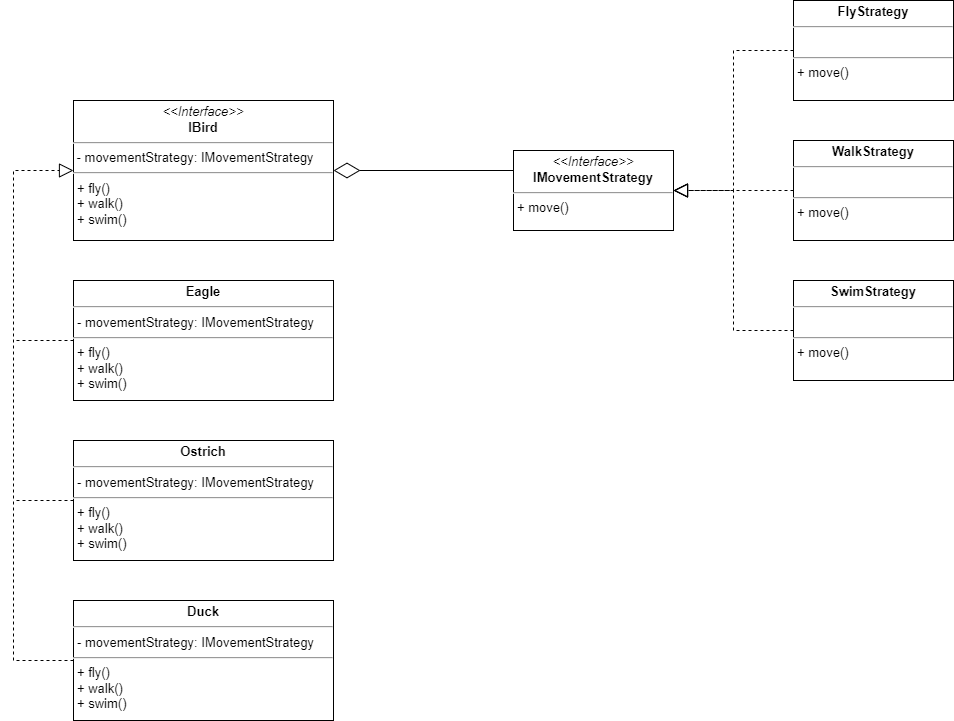 <<Interface>>
IBird
- movementStrategy: IMovementStrategy
+ fly()
+ walk()
+ swim()
Eagle
- movementStrategy: IMovementStrategy
+ fly()
+ walk()
+ swim()
Ostrich
- movementStrategy: IMovementStrategy
+ fly()
+ walk()
+ swim()
Duck
- movementStrategy: IMovementStrategy
+ fly()
+ walk()
+ swim()
<<Interface>>
IMovementStrategy
+ move()
FlyStrategy
+ move()
WalkStrategy
+ move()
SwimStrategy
+ move()